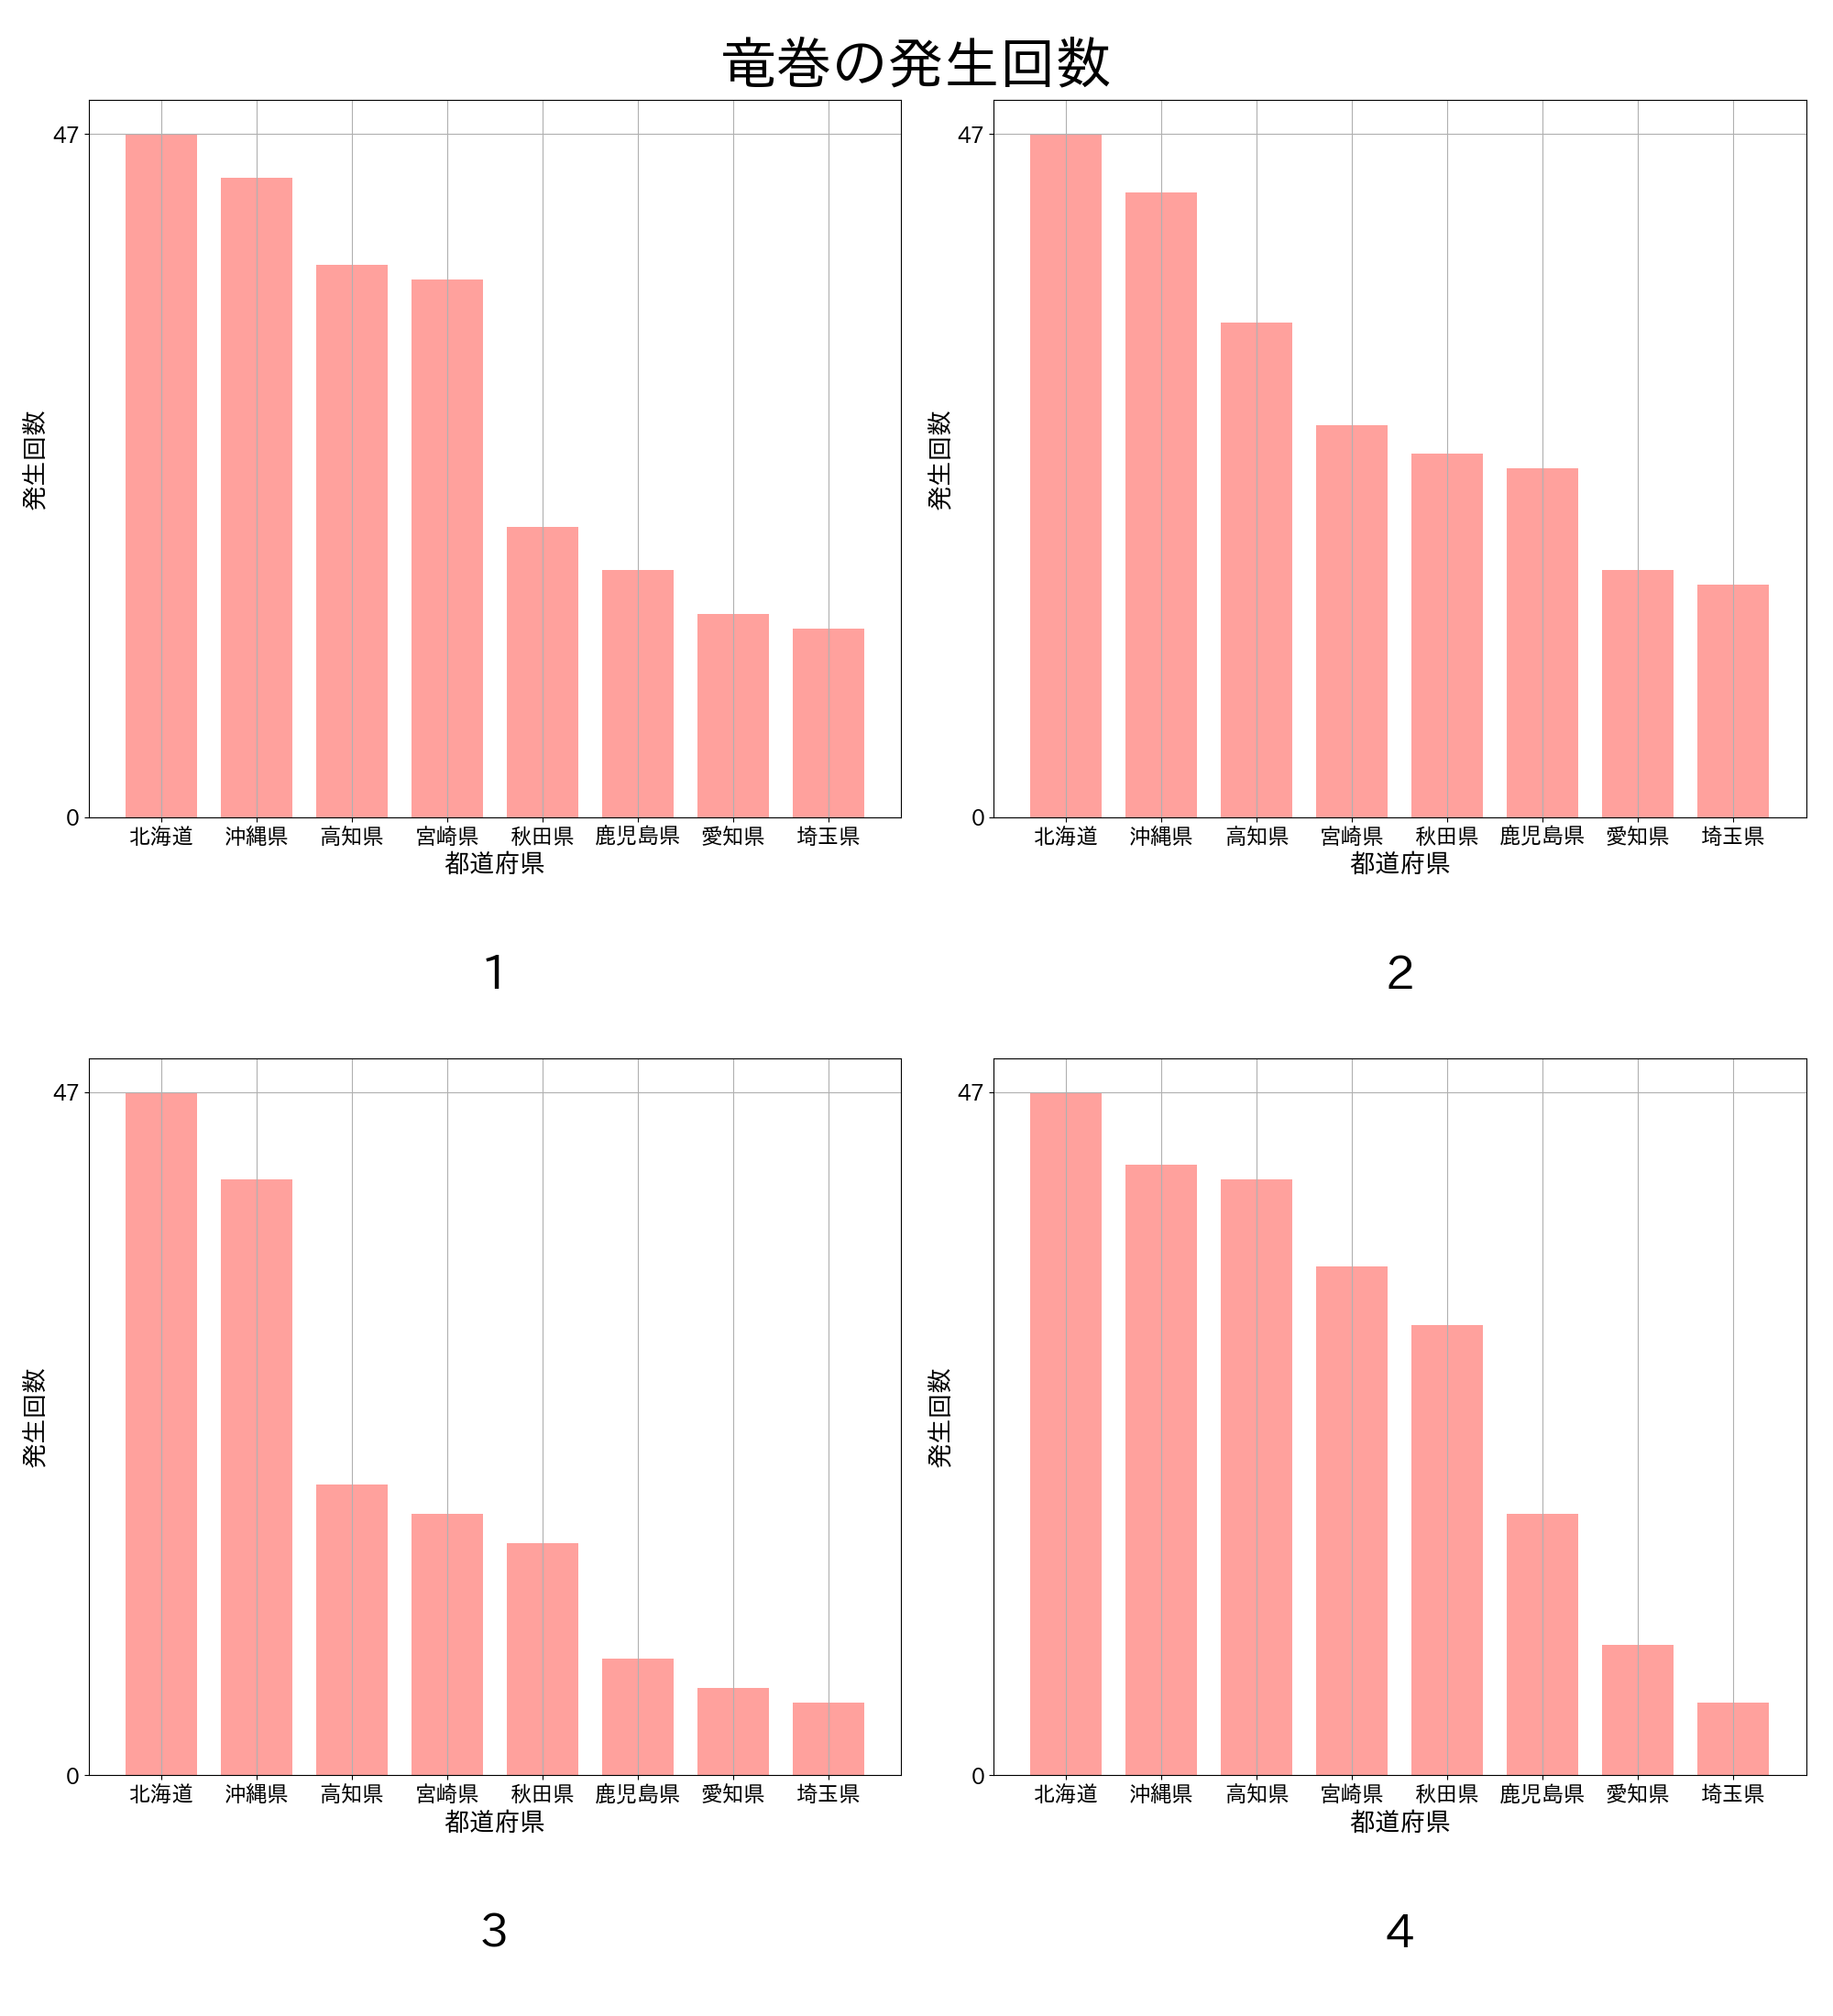 竜巻の発生回数
47
0
発生回数
北海道 沖縄県 高知県 宮崎県 秋田県 鹿児島県 愛知県 埼玉県
都道府県
1
47
0
発生回数
北海道 沖縄県 高知県 宮崎県 秋田県 鹿児島県 愛知県 埼玉県
都道府県
2
47
0
発生回数
北海道 沖縄県 高知県 宮崎県 秋田県 鹿児島県 愛知県 埼玉県
都道府県
3
47
0
発生回数
北海道 沖縄県 高知県 宮崎県 秋田県 鹿児島県 愛知県 埼玉県
都道府県
4